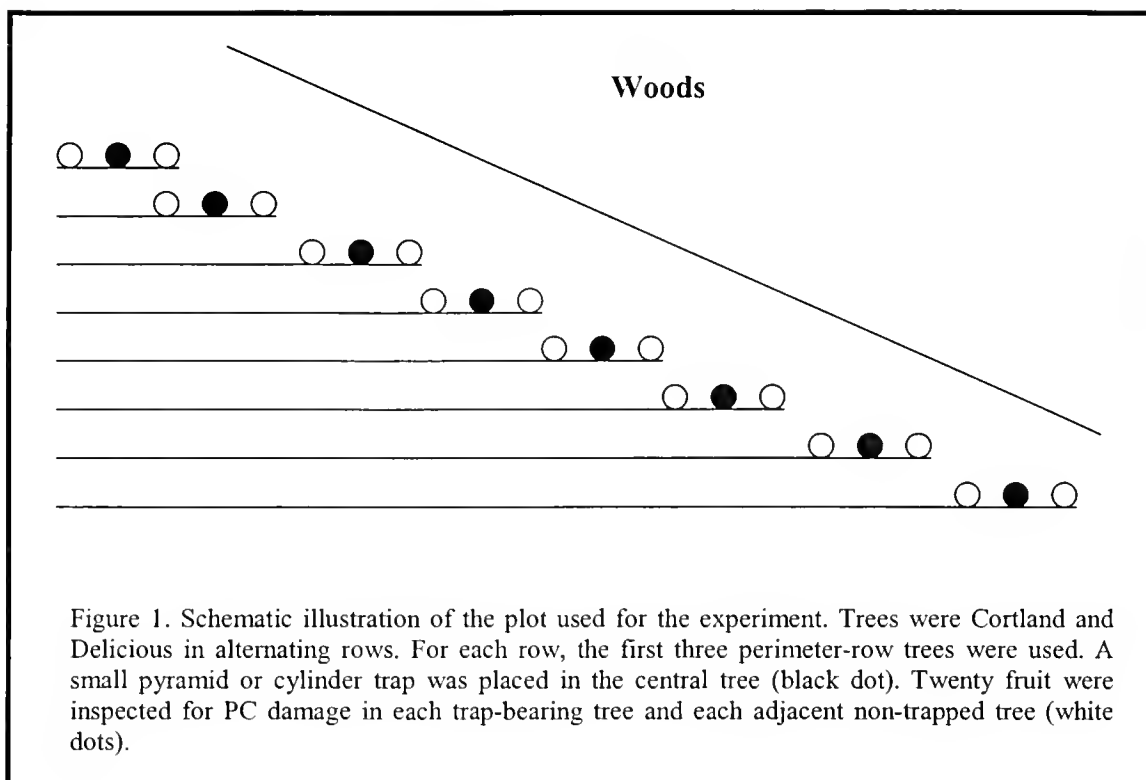 Woods
Figure 1. Schematic illustration of the plot used for the experiment. Trees were Cortland and
Delicious in alternating rows. For each row, the first three perimeter-row trees were used. A
small pyramid or cylinder trap was placed in the central tree (black dot). Twenty fruit were
inspected for PC damage in each trap-bearing tree and each adjacent non-trapped tree (white
dots).